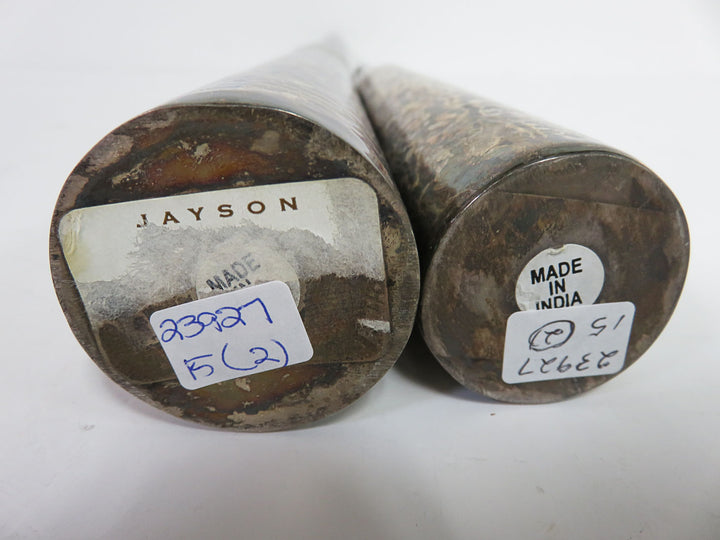 JAYSON
MADE
23927
15 (2)
MADE
IN
INDIA
23927
15 (2)